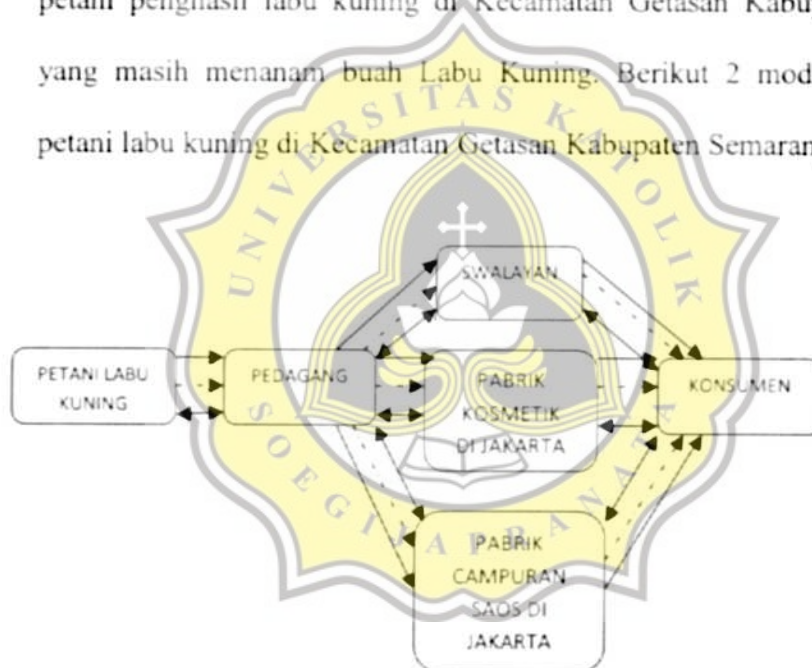 petani penghasil labu kuning di Kecamatan Getasan Kabu
yang masih menanam buah Labu Kuning. Berikut 2 mod
petani labu kuning di Kecamatan Getasan Kabupaten Semaran
UNIVERSITAS KATOLIK
SOEGIJAPRANATA
SWALAYAN
PETANI LABU
KUNING
PEDAGANG
PABRIK
KOSMETIK
DI JAKARTA
KONSUMEN
PABRIK
CAMPURAN
SAOS DI
JAKARTA